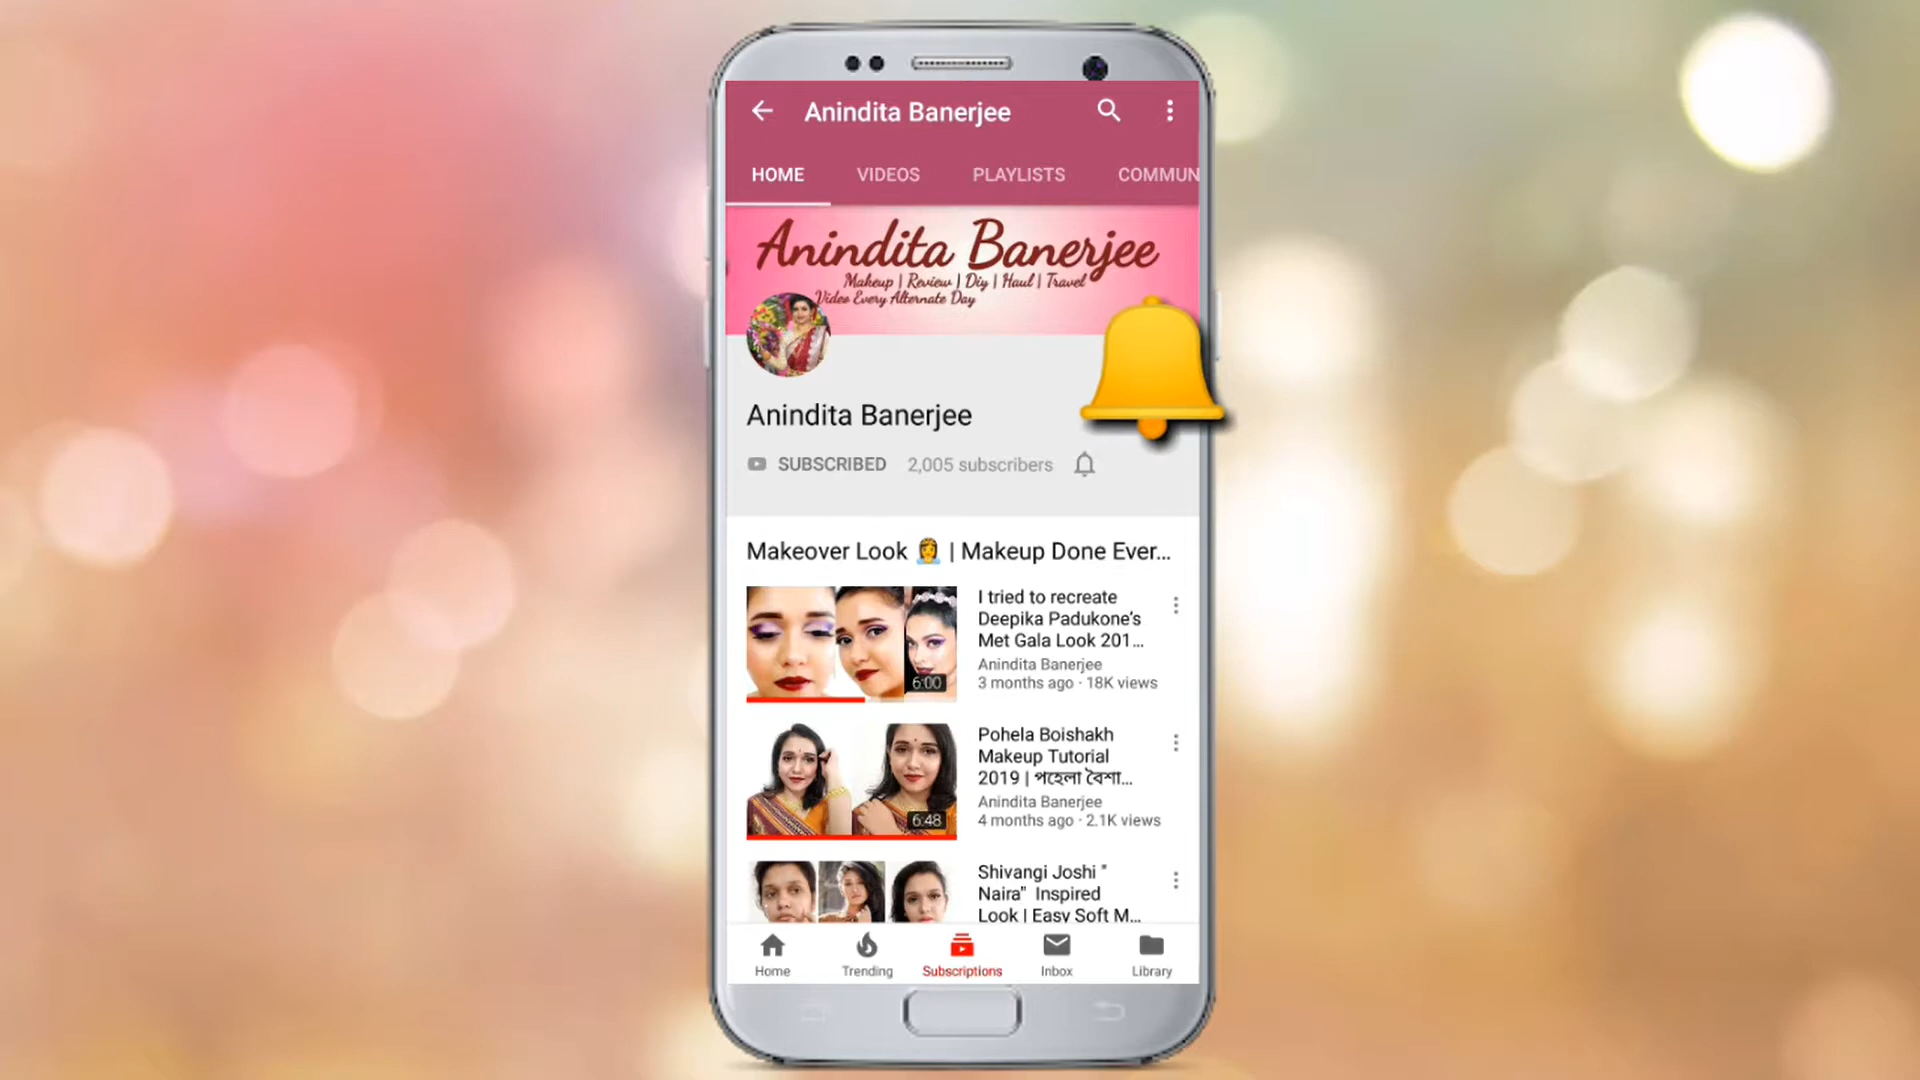 Anindita Banerjee
HOME VIDEOS PLAYLISTS COMMUN
Anindita Banerjee
Makeup | Review | Diy | Haul | Travel
Video Every Alternate Day
Anindita Banerjee
SUBSCRIBED 2,005 subscribers
Makeover Look 👰 | Makeup Done Ever...
I tried to recreate
Deepika Padukone's
Met Gala Look 201...
Anindita Banerjee
3 months ago · 18K views
6:00
Pohela Boishakh
Makeup Tutorial
2019 | পহেলা বৈশা...
Anindita Banerjee
4 months ago · 2.1K views
6:48
Shivangi Joshi "
Naira" Inspired
Look | Easy Soft M...
Home Trending Subscriptions Inbox Library